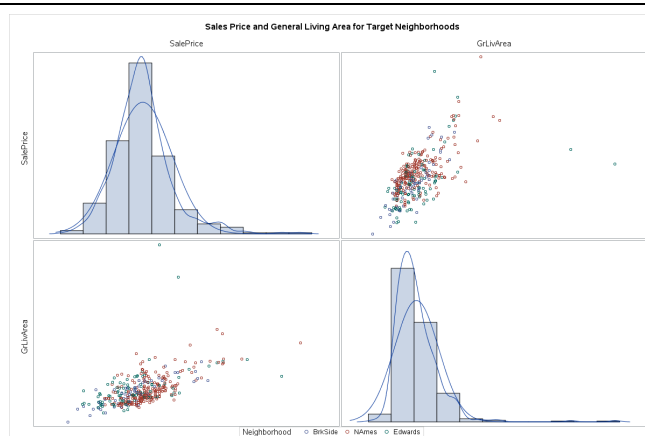 Sales Price and General Living Area for Target Neighborhoods
SalePrice
GrLivArea
SalePrice
GrLivArea
Neighborhood BrkSide NAmes Edwards